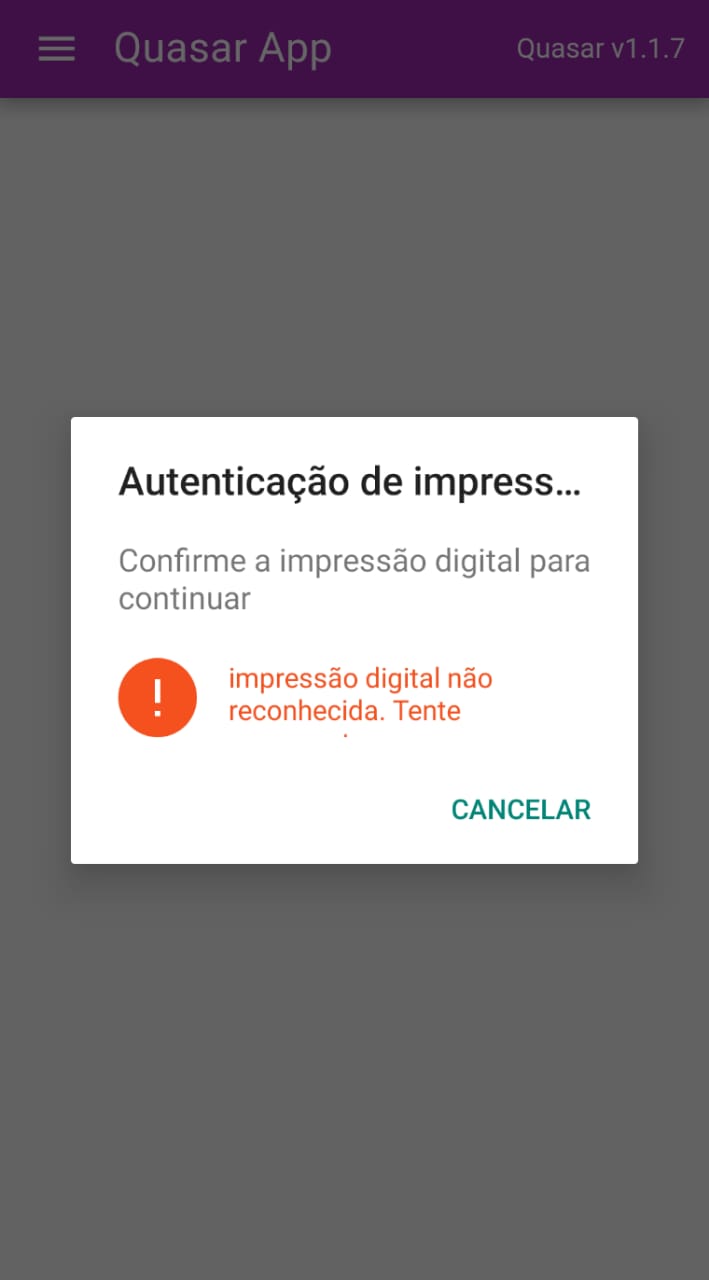 Quasar App
Quasar v1.1.7
Autenticação de impress...
Confirme a impressão digital para
continuar
impressão digital não
reconhecida. Tente
CANCELAR